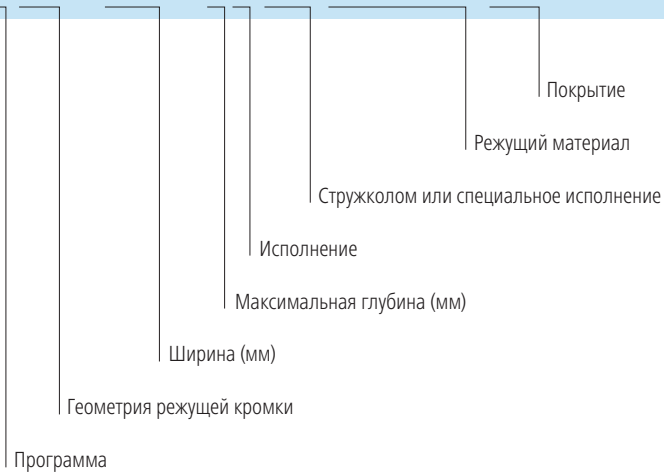 Покрытие
Режущий материал
Стружколом или специальное исполнение
Исполнение
Максимальная глубина (мм)
Ширина (мм)
Геометрия режущей кромки
Программа